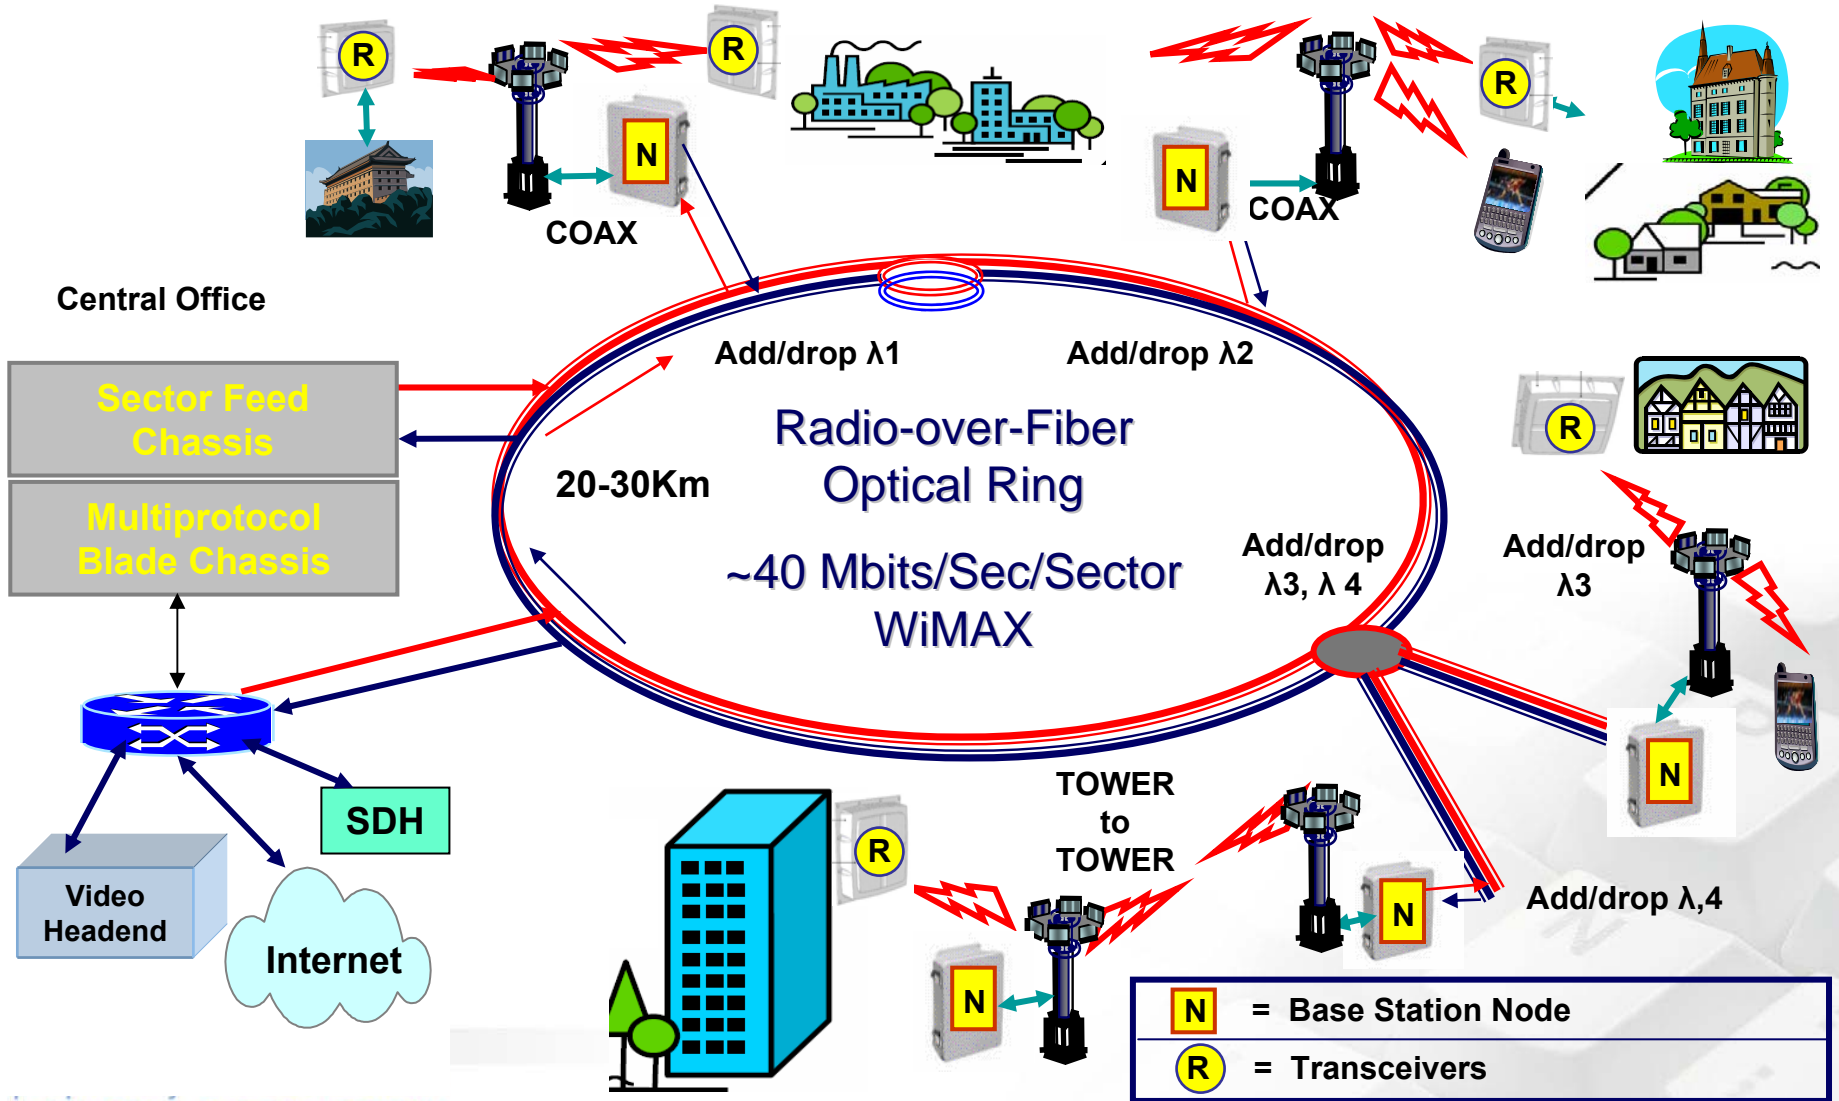 R
R
R
N
N
COAX
COAX
Central Office
Add/drop λ1
Add/drop λ2
Sector Feed
Chassis
Multiprotocol
Blade Chassis
Radio-over-Fiber
Optical Ring
20-30Km
~40 Mbits/Sec/Sector
WiMAX
Add/drop
λ3, λ 4
R
Add/drop
λ3
N
SDH
Video
Headend
Internet
R
TOWER
to
TOWER
N
N
Add/drop λ,4
N = Base Station Node
R = Transceivers